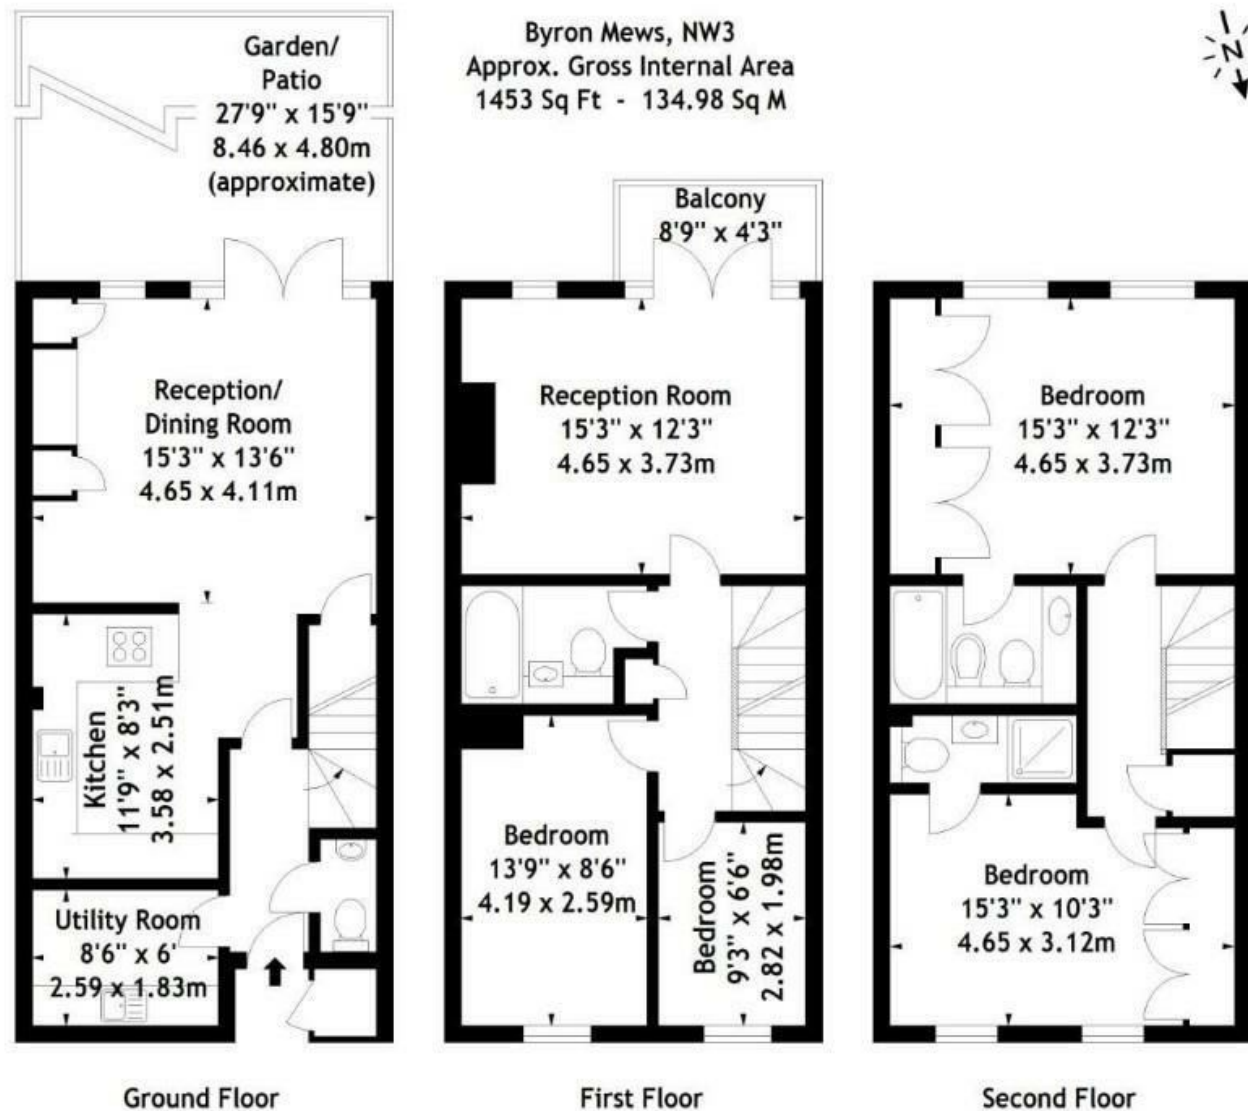 Byron Mews, NW3
Approx. Gross Internal Area
1453 Sq Ft - 134.98 Sq M
N
Garden/
Patio
27'9" x 15'9"
8.46 x 4.80m
(approximate)
Reception/
Dining Room
15'3" x 13'6"
4.65 x 4.11m
Kitchen
11'9" x 8'3"
3.58 x 2.51m
Utility Room
8'6" x 6'
2.59 x 1.83m
Ground Floor
Balcony
8'9" x 4'3"
Reception Room
15'3" x 12'3"
4.65 x 3.73m
Bedroom
13'9" x 8'6"
4.19 x 2.59m
Bedroom
9'3" x 6'6"
2.82 x 1.98m
First Floor
Bedroom
15'3" x 12'3"
4.65 x 3.73m
Bedroom
15'3" x 10'3"
4.65 x 3.12m
Second Floor